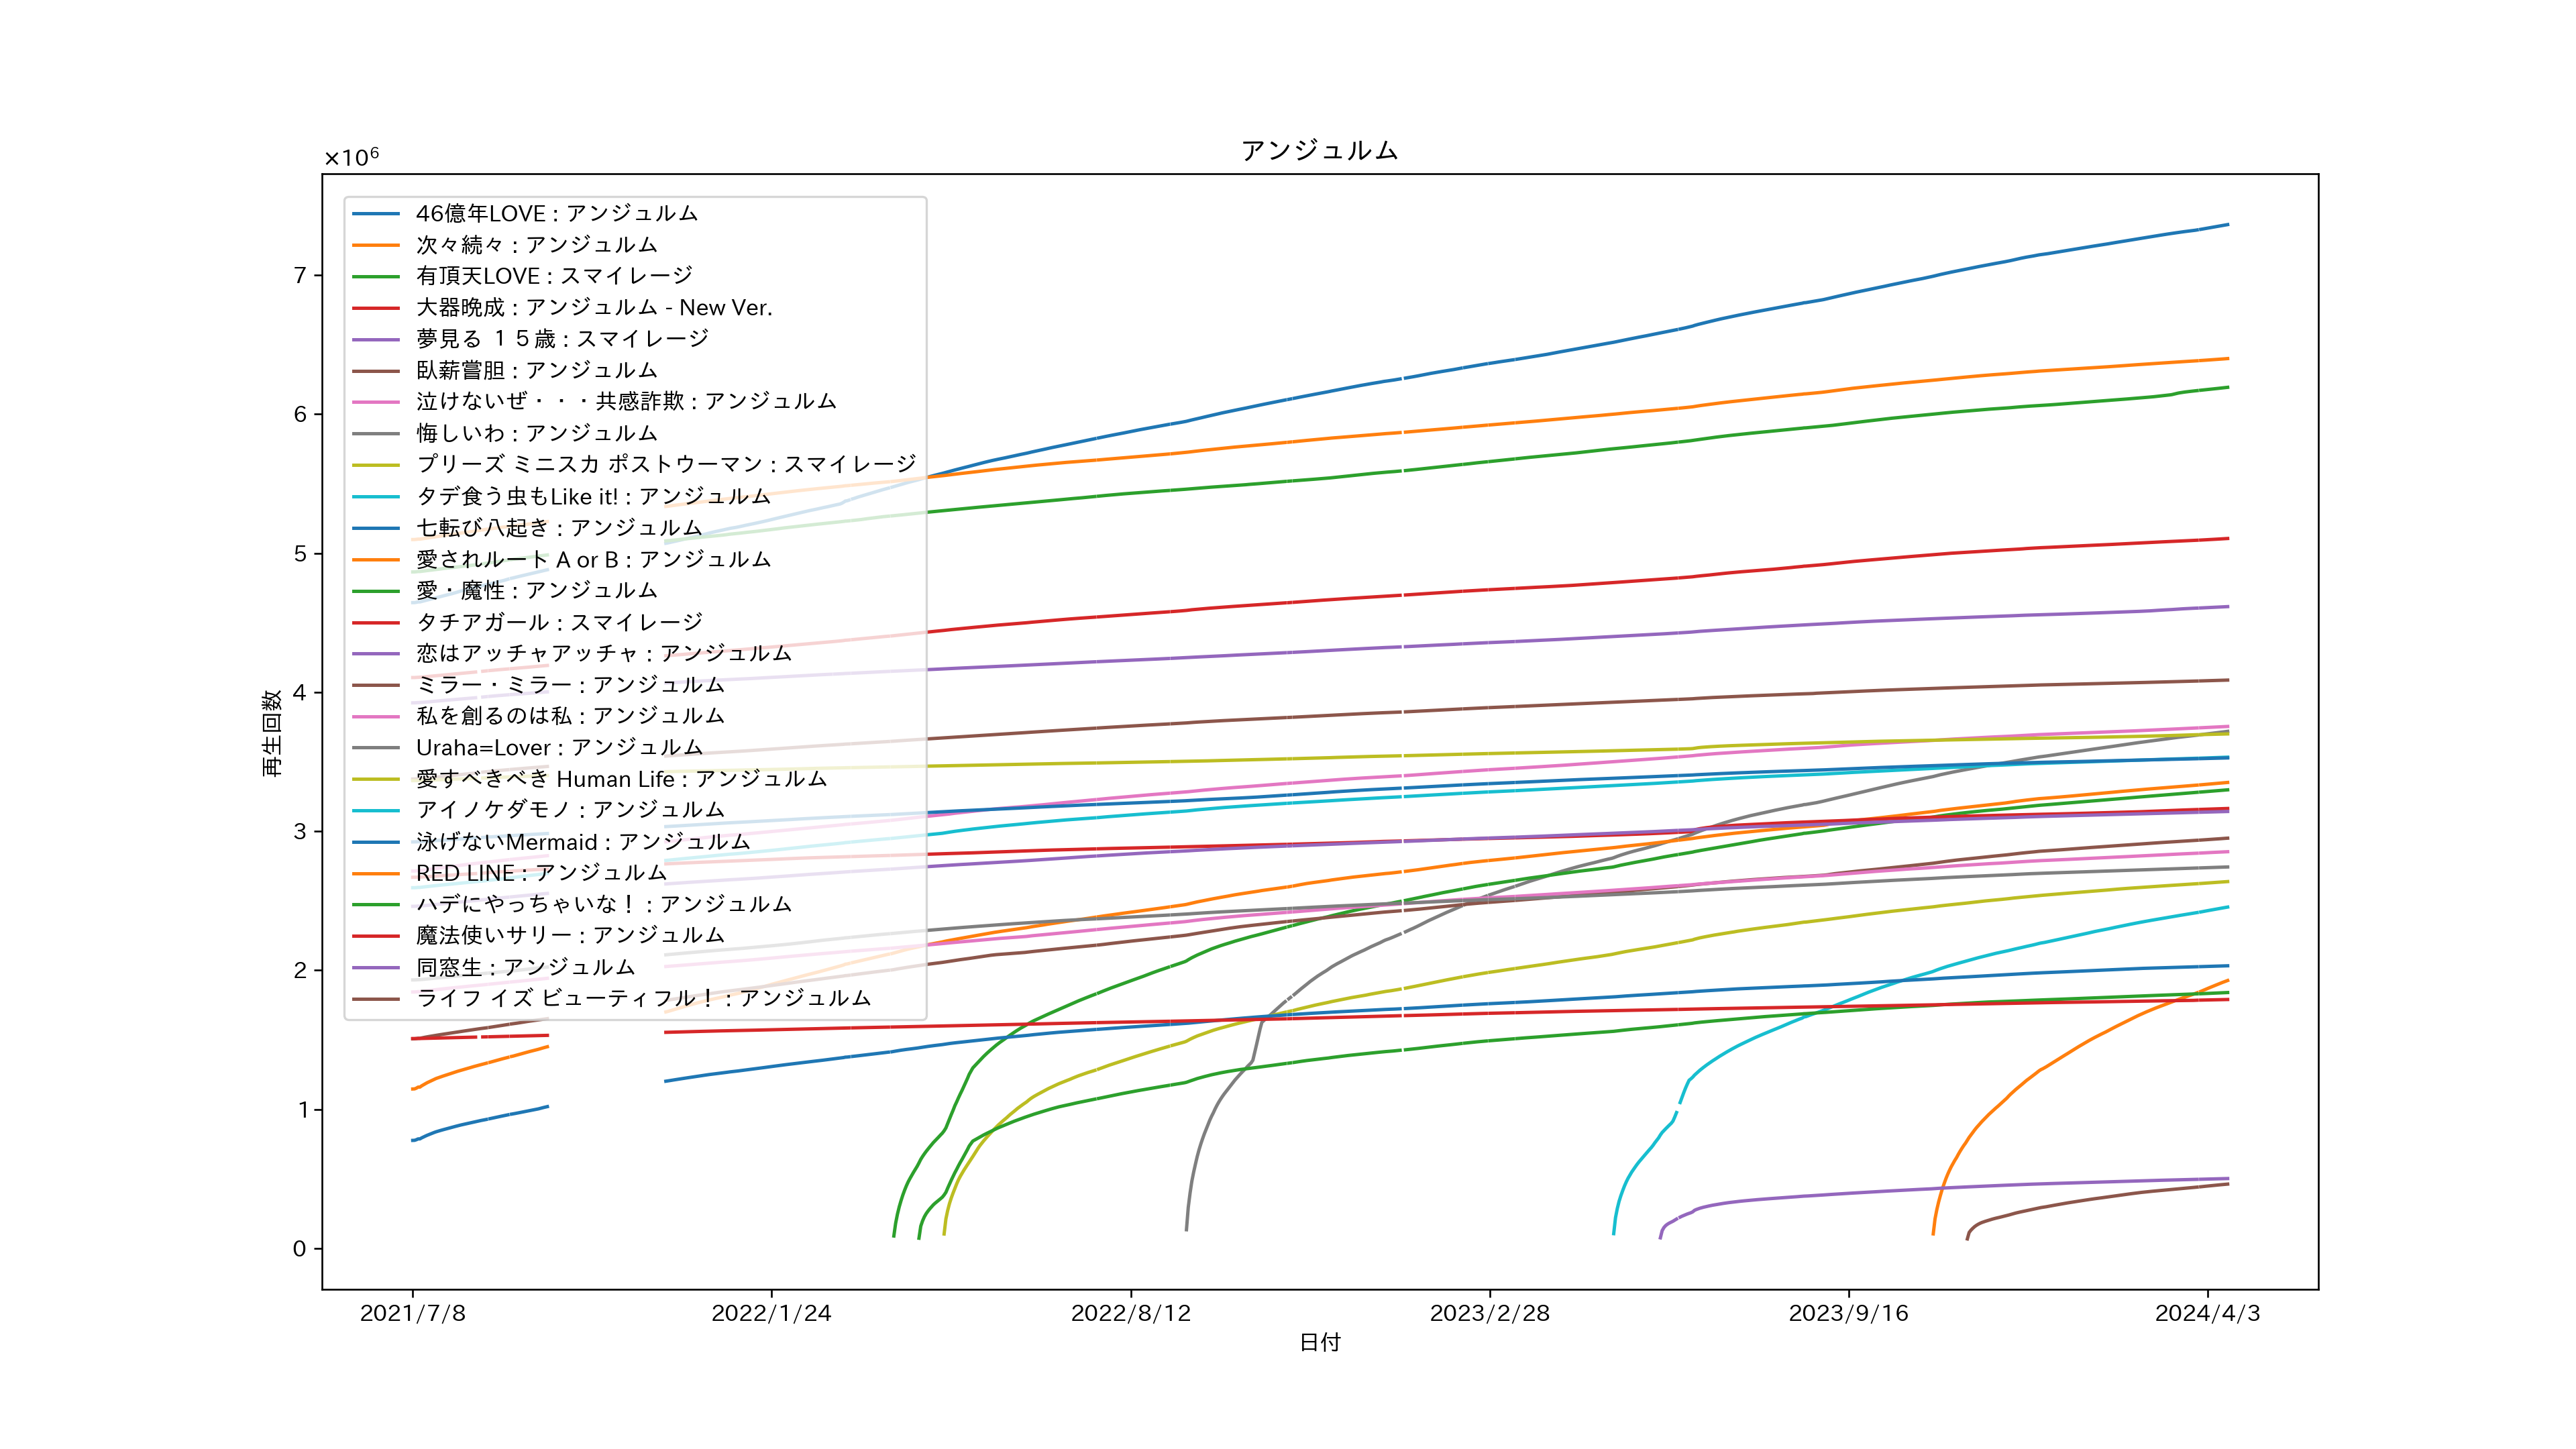 アンジュルム
×10⁶
46億年LOVE : アンジュルム
次々続々 : アンジュルム
有頂天LOVE : スマイレージ
大器晩成 : アンジュルム - New Ver.
夢見る １５歳 : スマイレージ
臥薪嘗胆 : アンジュルム
泣けないぜ・・・共感詐欺 : アンジュルム
悔しいわ : アンジュルム
プリーズ ミニスカ ポストウーマン : スマイレージ
タデ食う虫もLike it! : アンジュルム
七転び八起き : アンジュルム
愛されルート A or B : アンジュルム
愛・魔性 : アンジュルム
タチアガール : スマイレージ
恋はアッチャアッチャ : アンジュルム
ミラー・ミラー : アンジュルム
私を創るのは私 : アンジュルム
Uraha=Lover : アンジュルム
愛すべきべき Human Life : アンジュルム
アイノケダモノ : アンジュルム
泳げないMermaid : アンジュルム
RED LINE : アンジュルム
ハデにやっちゃいな！ : アンジュルム
魔法使いサリー : アンジュルム
同窓生 : アンジュルム
ライフ イズ ビューティフル！ : アンジュルム
7
6
5
4
3
2
1
0
再生回数
2021/7/8 2022/1/24 2022/8/12 2023/2/28 2023/9/16 2024/4/3
日付